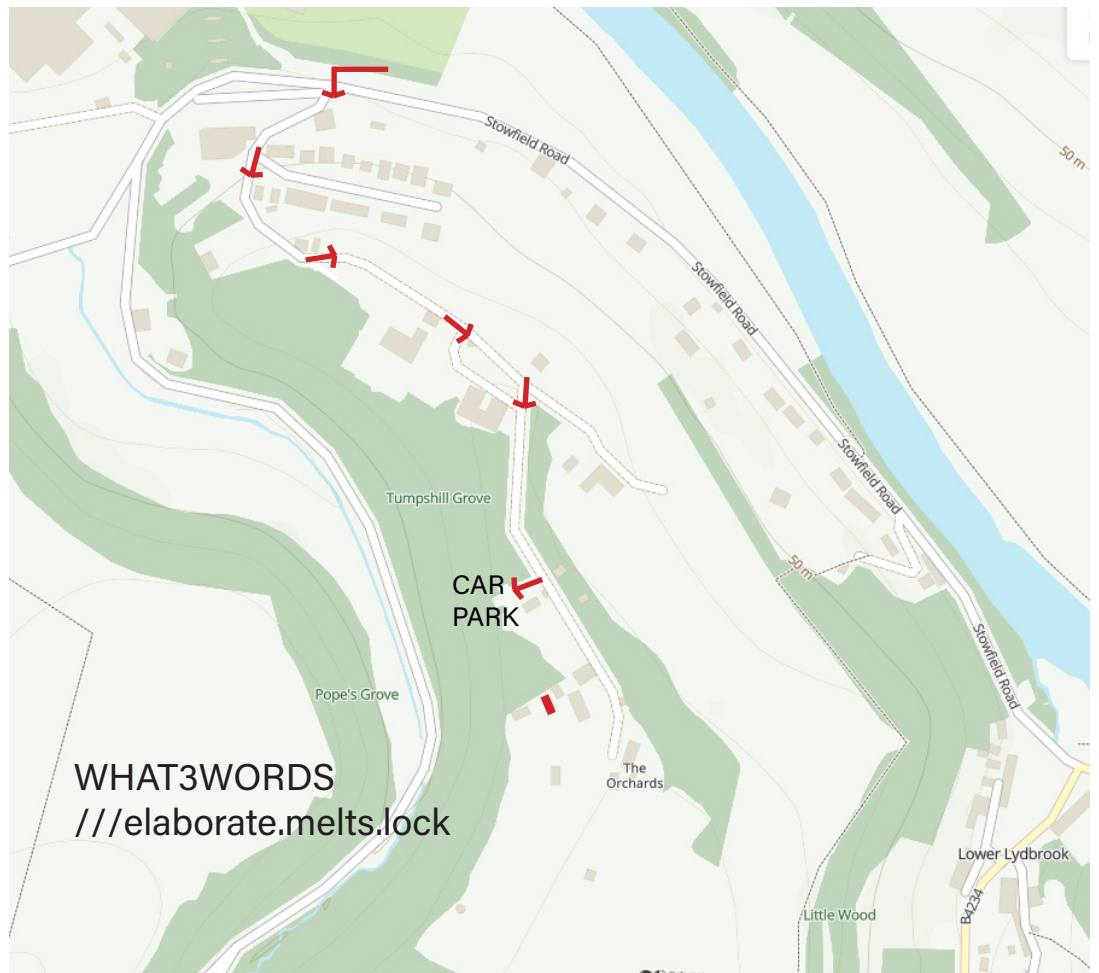 Stowfield Road
50 m
Stowfield Road
Stowfield Road
Tumpshill Grove
50 m
CAR
PARK
Stowfield Road
Pope's Grove
WHAT3WORDS
///elaborate.melts.lock
The
Orchards
Lower Lydbrook
B4234
Little Wood